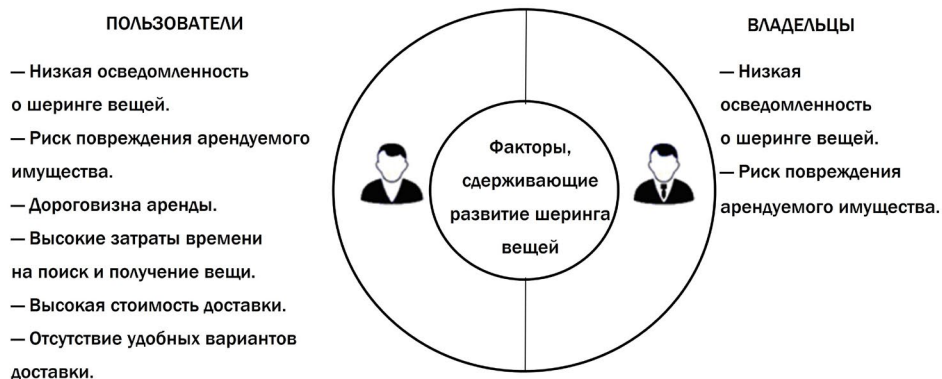 ПОЛЬЗОВАТЕЛИ
— Низкая осведомленность
о шеринге вещей.
— Риск повреждения арендуемого
имущества.
— Дороговизна аренды.
— Высокие затраты времени
на поиск и получение вещи.
— Высокая стоимость доставки.
— Отсутствие удобных вариантов
доставки.
Факторы,
сдерживающие
развитие шеринга
вещей
ВЛАДЕЛЬЦЫ
— Низкая
осведомленность
о шеринге вещей.
— Риск повреждения
арендуемого имущества.